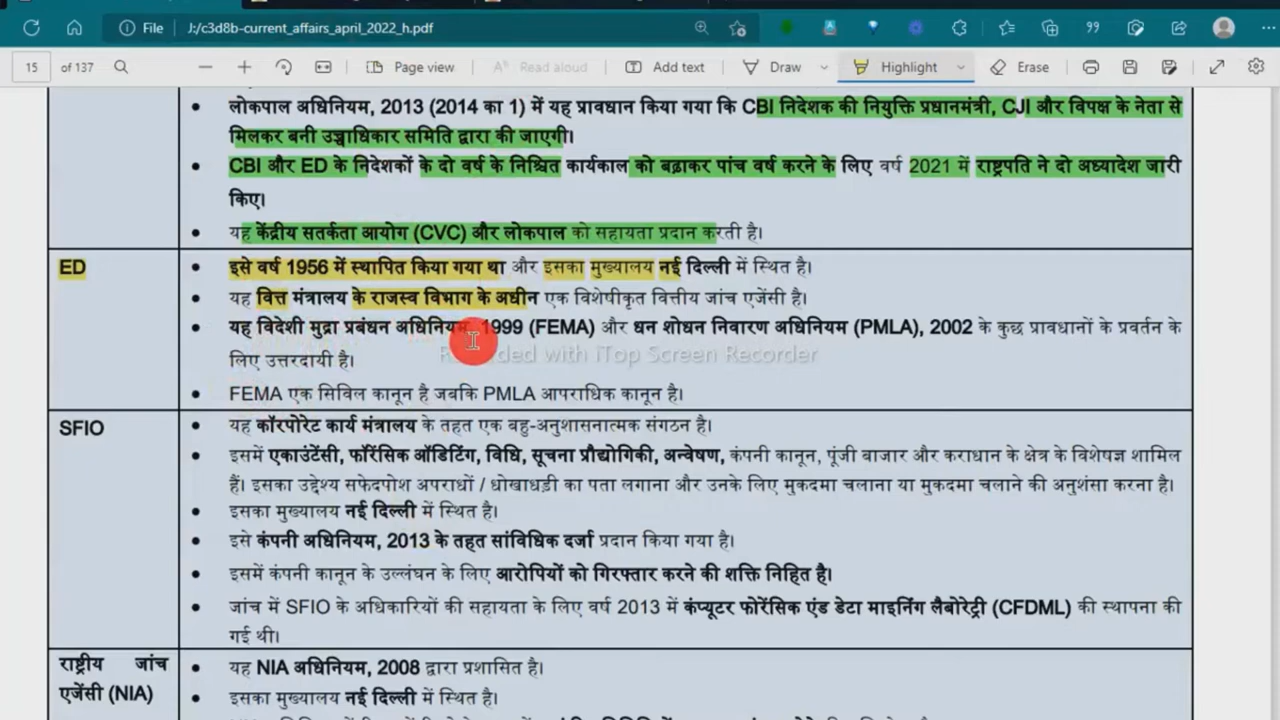 File J:/c3d8b-current_affairs_april_2022_h.pdf
15 of 137 Page view Read aloud Add text Draw Highlight Erase
लोकपाल अधिनियम, 2013 (2014 का 1) में यह प्रावधान किया गया कि CBI निदेशक की नियुक्ति प्रधानमंत्री, CJI और विपक्ष के नेता से
मिलकर बनी उच्चाधिकार समिति द्वारा की जाएगी।
CBI और ED के निदेशकों के दो वर्ष के निश्चित कार्यकाल को बढ़ाकर पांच वर्ष करने के लिए वर्ष 2021 में राष्ट्रपति ने दो अध्यादेश जारी
किए।
यह केंद्रीय सतर्कता आयोग (CVC) और लोकपाल को सहायता प्रदान करती है।
ED
इसे वर्ष 1956 में स्थापित किया गया था और इसका मुख्यालय नई दिल्ली में स्थित है।
यह वित्त मंत्रालय के राजस्व विभाग के अधीन एक विशेषीकृत वित्तीय जांच एजेंसी है।
यह विदेशी मुद्रा प्रबंधन अधिनियम, 1999 (FEMA) और धन शोधन निवारण अधिनियम (PMLA), 2002 के कुछ प्रावधानों के प्रवर्तन के
लिए उत्तरदायी है।
Recorded with iTop Screen Recorder
FEMA एक सिविल कानून है जबकि PMLA आपराधिक कानून है।
SFIO
यह कॉरपोरेट कार्य मंत्रालय के तहत एक बहु-अनुशासनात्मक संगठन है।
इसमें एकाउंटेंसी, फॉरेंसिक ऑडिटिंग, विधि, सूचना प्रौद्योगिकी, अन्वेषण, कंपनी कानून, पूंजी बाजार और कराधान के क्षेत्र के विशेषज्ञ शामिल
हैं। इसका उद्देश्य सफेदपोश अपराधों / धोखाधड़ी का पता लगाना और उनके लिए मुकदमा चलाना या मुकदमा चलाने की अनुशंसा करना है।
इसका मुख्यालय नई दिल्ली में स्थित है।
इसे कंपनी अधिनियम, 2013 के तहत सांविधिक दर्जा प्रदान किया गया है।
इसमें कंपनी कानून के उल्लंघन के लिए आरोपियों को गिरफ्तार करने की शक्ति निहित है।
जांच में SFIO के अधिकारियों की सहायता के लिए वर्ष 2013 में कंप्यूटर फोरेंसिक एंड डेटा माइनिंग लैबोरेट्री (CFDML) की स्थापना की
गई थी।
राष्ट्रीय जांच
एजेंसी (NIA)
यह NIA अधिनियम, 2008 द्वारा प्रशासित है।
इसका मुख्यालय नई दिल्ली में स्थित है।